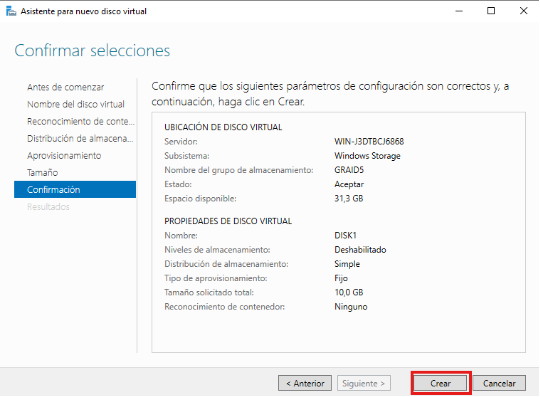 Asistente para nuevo disco virtual
Confirmar selecciones
Antes de comenzar
Nombre del disco virtual
Reconocimiento de conte...
Distribución de almacena...
Aprovisionamiento
Tamaño
Confirmación
Resultados
Confirme que los siguientes parámetros de configuración son correctos y, a
continuación, haga clic en Crear.
UBICACIÓN DE DISCO VIRTUAL
Servidor: WIN-J3DTBCJ6868
Subsistema: Windows Storage
Nombre del grupo de almacenamiento: GRAID5
Estado: Aceptar
Espacio disponible: 31,3 GB
PROPIEDADES DE DISCO VIRTUAL
Nombre: DISK1
Niveles de almacenamiento: Deshabilitado
Distribución de almacenamiento: Simple
Tipo de aprovisionamiento: Fijo
Tamaño solicitado total: 10,0 GB
Reconocimiento de contenedor: Ninguno
< Anterior Siguiente > Crear Cancelar